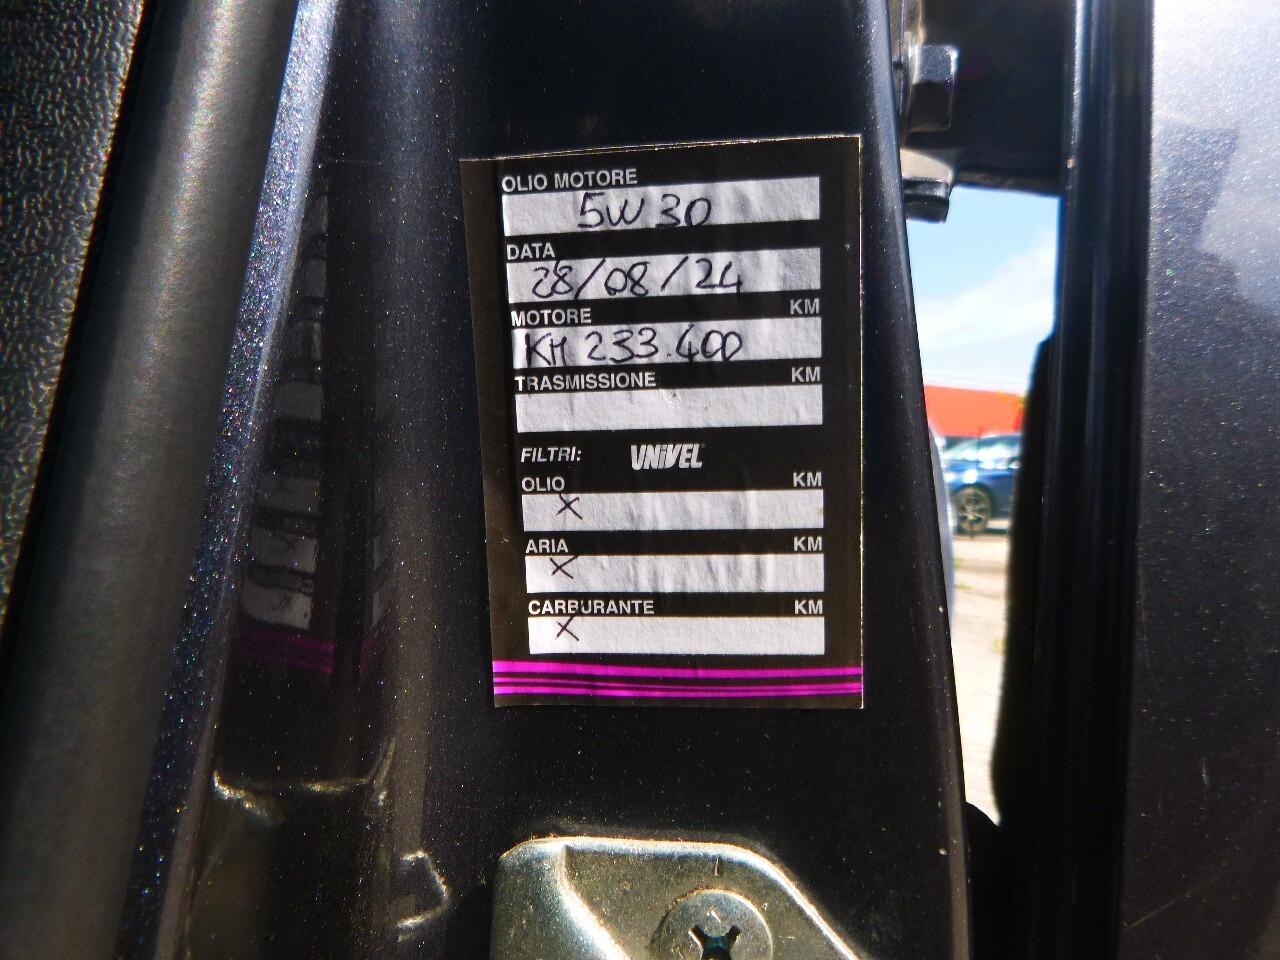 OLIO MOTORE
5W30
DATA
28/08/24
MOTORE KM
KM 233.400
TRASMISSIONE KM
FILTRI: UNIVEL
OLIO KM
X
ARIA KM
X
CARBURANTE KM
X